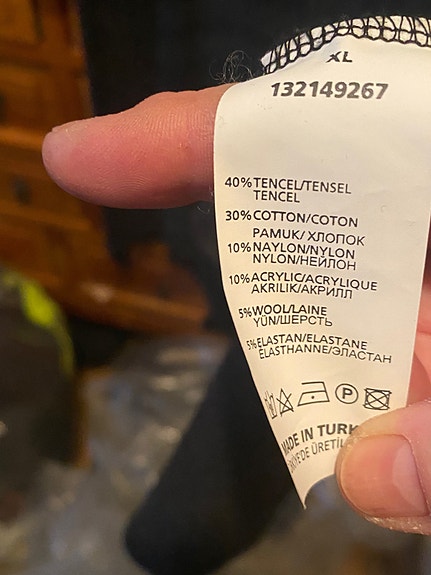 XL
132149267
40% TENCEL/TENSEL
TENCEL
30% COTTON/COTON
PAMUK/ ХЛОПОК
10% NAYLON/NYLON
NYLON/НЕЙЛОН
10% ACRYLIC/ACRYLIQUE
AKRILIK/АКРИЛЛ
5% WOOL/LAINE
YÜN/ШЕРСТЬ
5% ELASTAN/ELASTANE
ELASTHANNE/ЭЛАСТАН
P
MADE IN